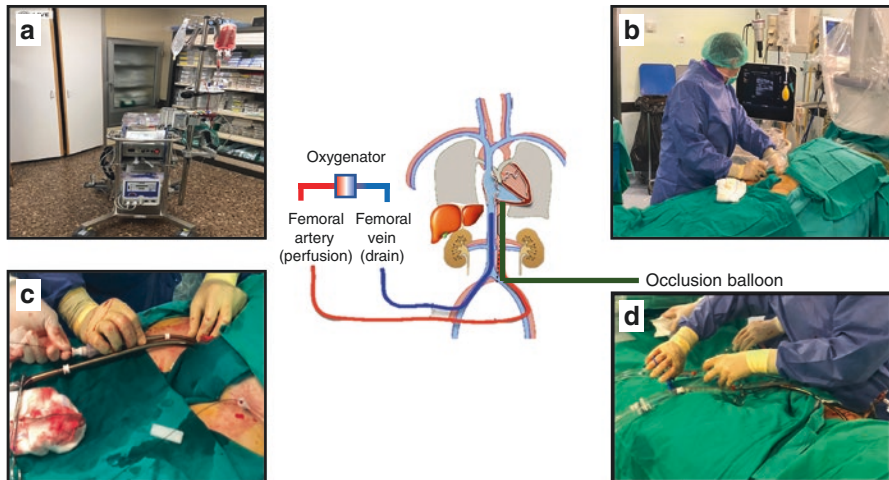 a
b
Oxygenator
Femoral artery (perfusion)
Femoral vein (drain)
Occlusion balloon
c
d